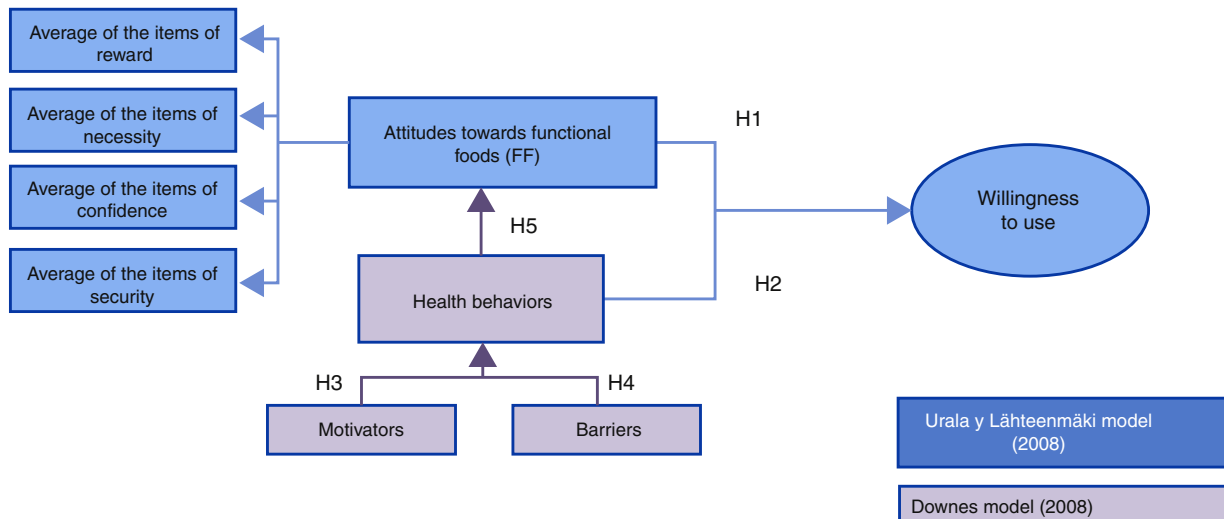 Average of the items of
reward
Average of the items of
necessity
Average of the items of
confidence
Average of the items of
security
Attitudes towards functional
foods (FF)
H1
H5
Health behaviors
H2
H3
H4
Motivators
Barriers
Willingness
to use
Urala y Lähteenmäki model
(2008)
Downes model (2008)